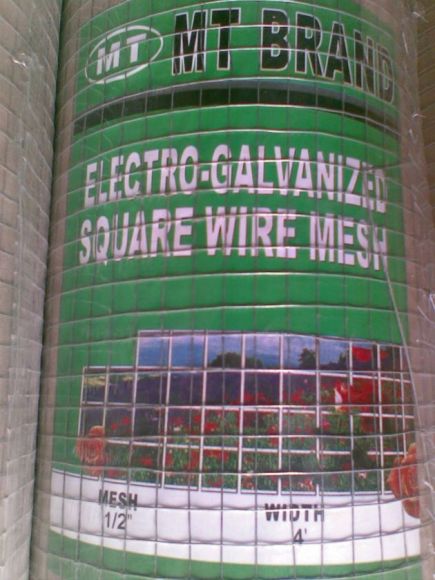 MT MT BRAND
ELECTRO-GALVANIZED
SQUARE WIRE MESH
MESH WIDTH
1/2" 4'